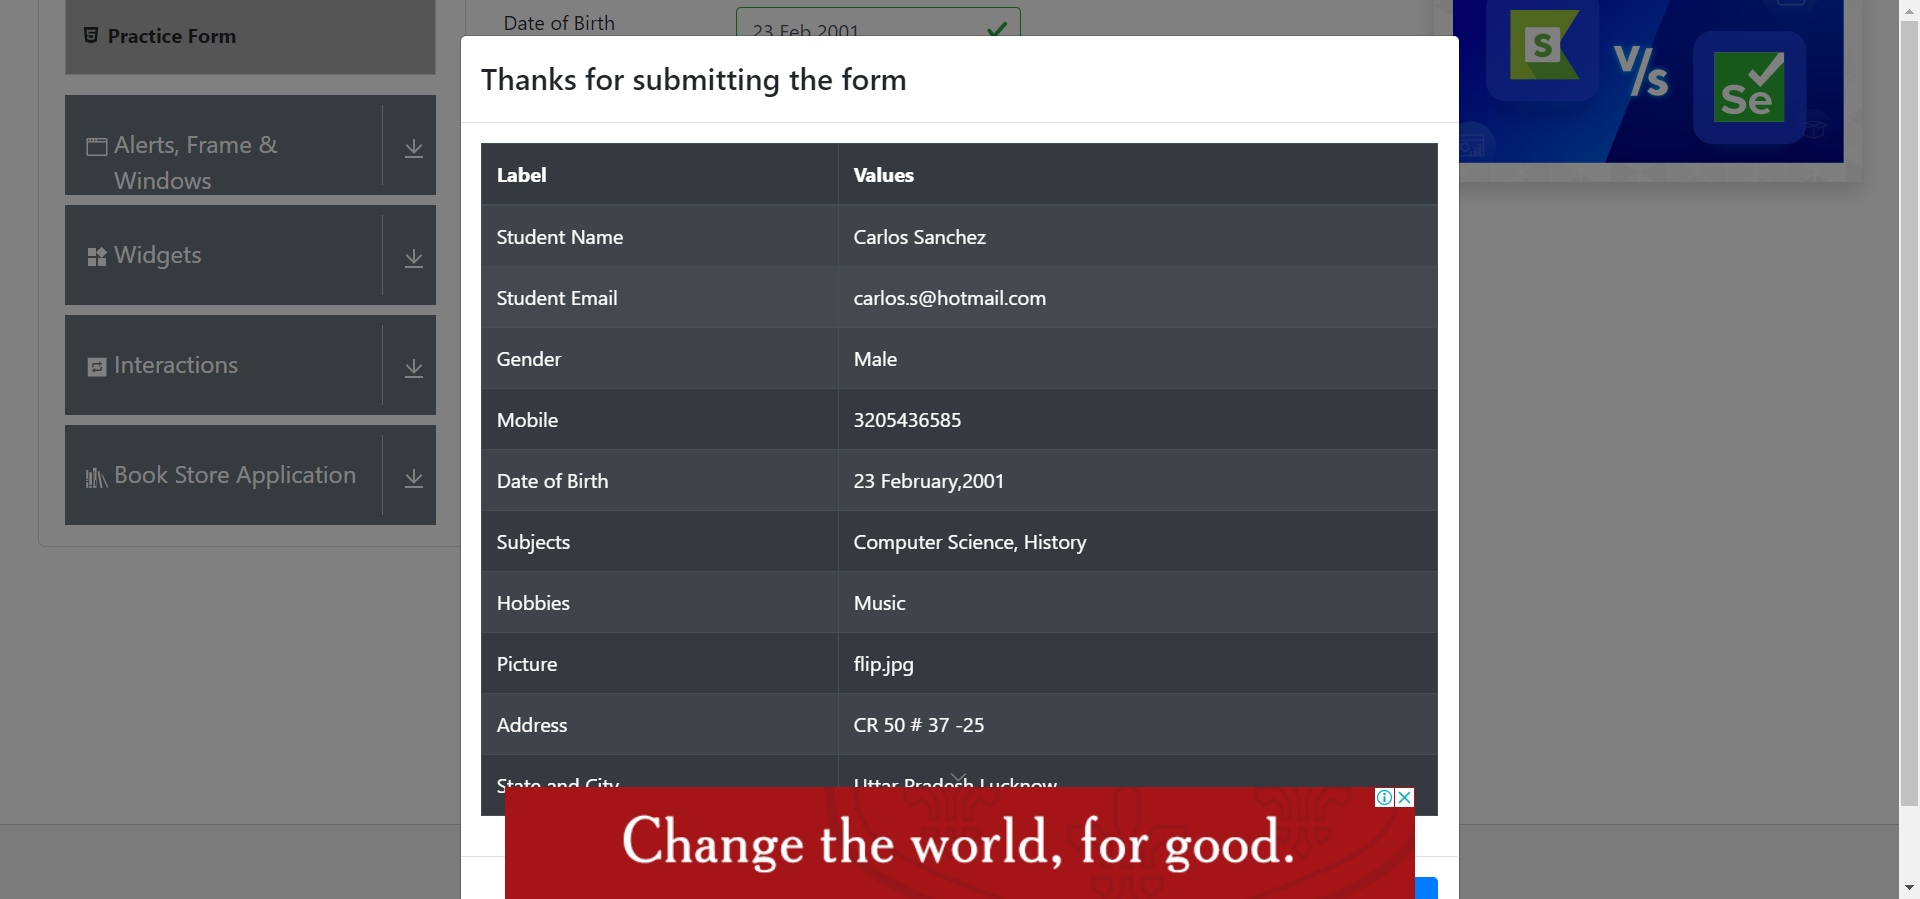 Practice Form
Alerts, Frame &
Windows
Widgets
Interactions
Book Store Application
Date of Birth
23 Feb 2001
Thanks for submitting the form
Label Values
Student Name Carlos Sanchez
Student Email carlos.s@hotmail.com
Gender Male
Mobile 3205436585
Date of Birth 23 February,2001
Subjects Computer Science, History
Hobbies Music
Picture flip.jpg
Address CR 50 # 37 -25
State and City Uttar Pradesh Lucknow
Change the world, for good.
S
V/s
Se